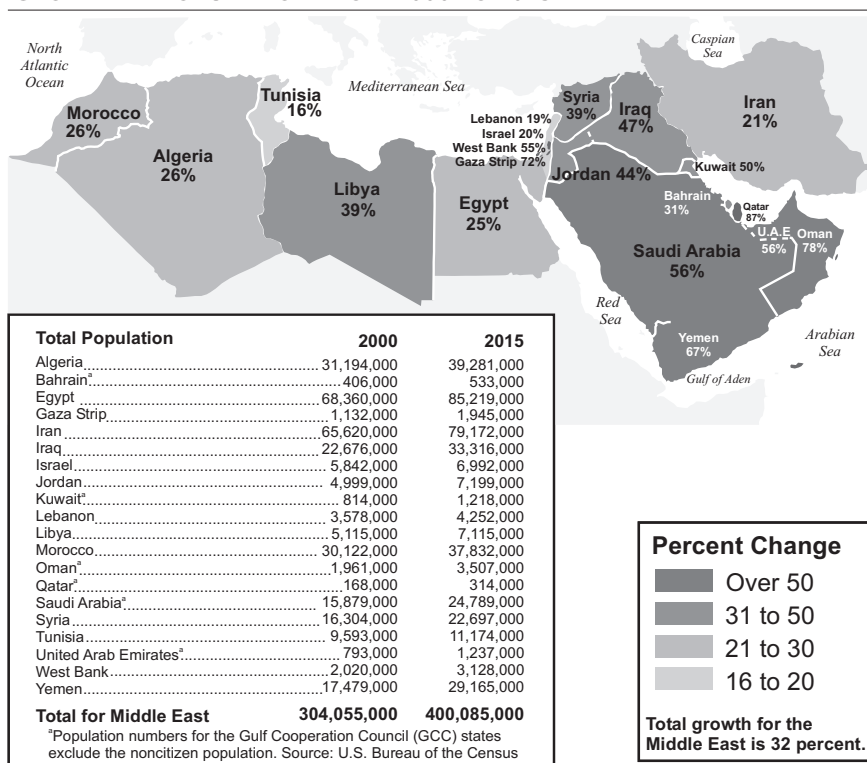 North
Atlantic
Ocean
Caspian
Sea
Mediterranean Sea
Morocco
26%
Algeria
26%
Tunisia
16%
Libya
39%
Egypt
25%
Lebanon 19%
Israel 20%
West Bank 55%
Gaza Strip 72%
Syria
39%
Iraq
47%
Iran
21%
Jordan 44%
Kuwait 50%
Bahrain
31%
Qatar
87%
U.A.E
56%
Oman
78%
Saudi Arabia
56%
Red
Sea
Yemen
67%
Arabian
Sea
Gulf of Aden
Total Population 2000 2015
Algeria 31,194,000 39,281,000
Bahrainª 406,000 533,000
Egypt 68,360,000 85,219,000
Gaza Strip 1,132,000 1,945,000
Iran 65,620,000 79,172,000
Iraq 22,676,000 33,316,000
Israel 5,842,000 6,992,000
Jordan 4,999,000 7,199,000
Kuwaitª 814,000 1,218,000
Lebanon 3,578,000 4,252,000
Libya 5,115,000 7,115,000
Morocco 30,122,000 37,832,000
Omanª 1,961,000 3,507,000
Qatarª 168,000 314,000
Saudi Arabiaª 15,879,000 24,789,000
Syria 16,304,000 22,697,000
Tunisia 9,593,000 11,174,000
United Arab Emiratesª 793,000 1,237,000
West Bank 2,020,000 3,128,000
Yemen 17,479,000 29,165,000
Total for Middle East 304,055,000 400,085,000
ªPopulation numbers for the Gulf Cooperation Council (GCC) states
exclude the noncitizen population. Source: U.S. Bureau of the Census
Percent Change
Over 50
31 to 50
21 to 30
16 to 20
Total growth for the
Middle East is 32 percent.